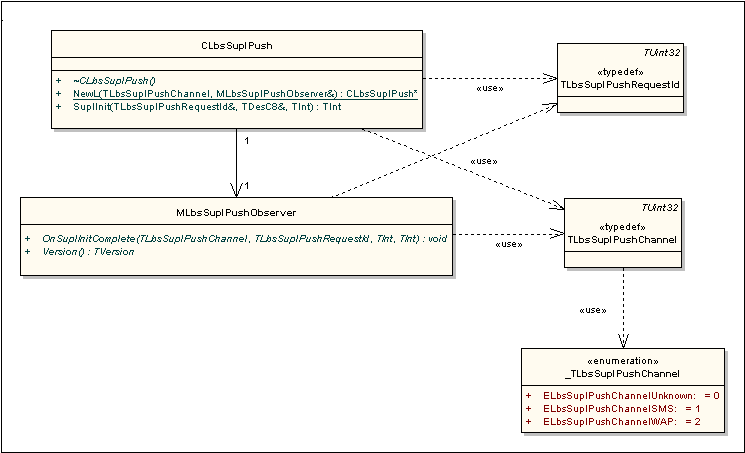 CLbsSuplPush
+ ~CLbsSuplPush()
+ NewL(TLbsSuplPushChannel, MLbsSuplPushObserver&) : CLbsSuplPush*
+ SuplInit(TLbsSuplPushRequestId&, TDesC8&, TInt) : TInt
TUint32
«typedef»
TLbsSuplPushRequestId
«use»
1
«use»
1
MLbsSuplPushObserver
+ OnSuplInitComplete(TLbsSuplPushChannel, TLbsSuplPushRequestId, TInt, TInt) : void
+ Version() : TVersion
TUint32
«typedef»
TLbsSuplPushChannel
«use»
«use»
«enumeration»
_TLbsSuplPushChannel
+ ELbsSuplPushChannelUnknown: = 0
+ ELbsSuplPushChannelSMS: = 1
+ ELbsSuplPushChannelWAP: = 2